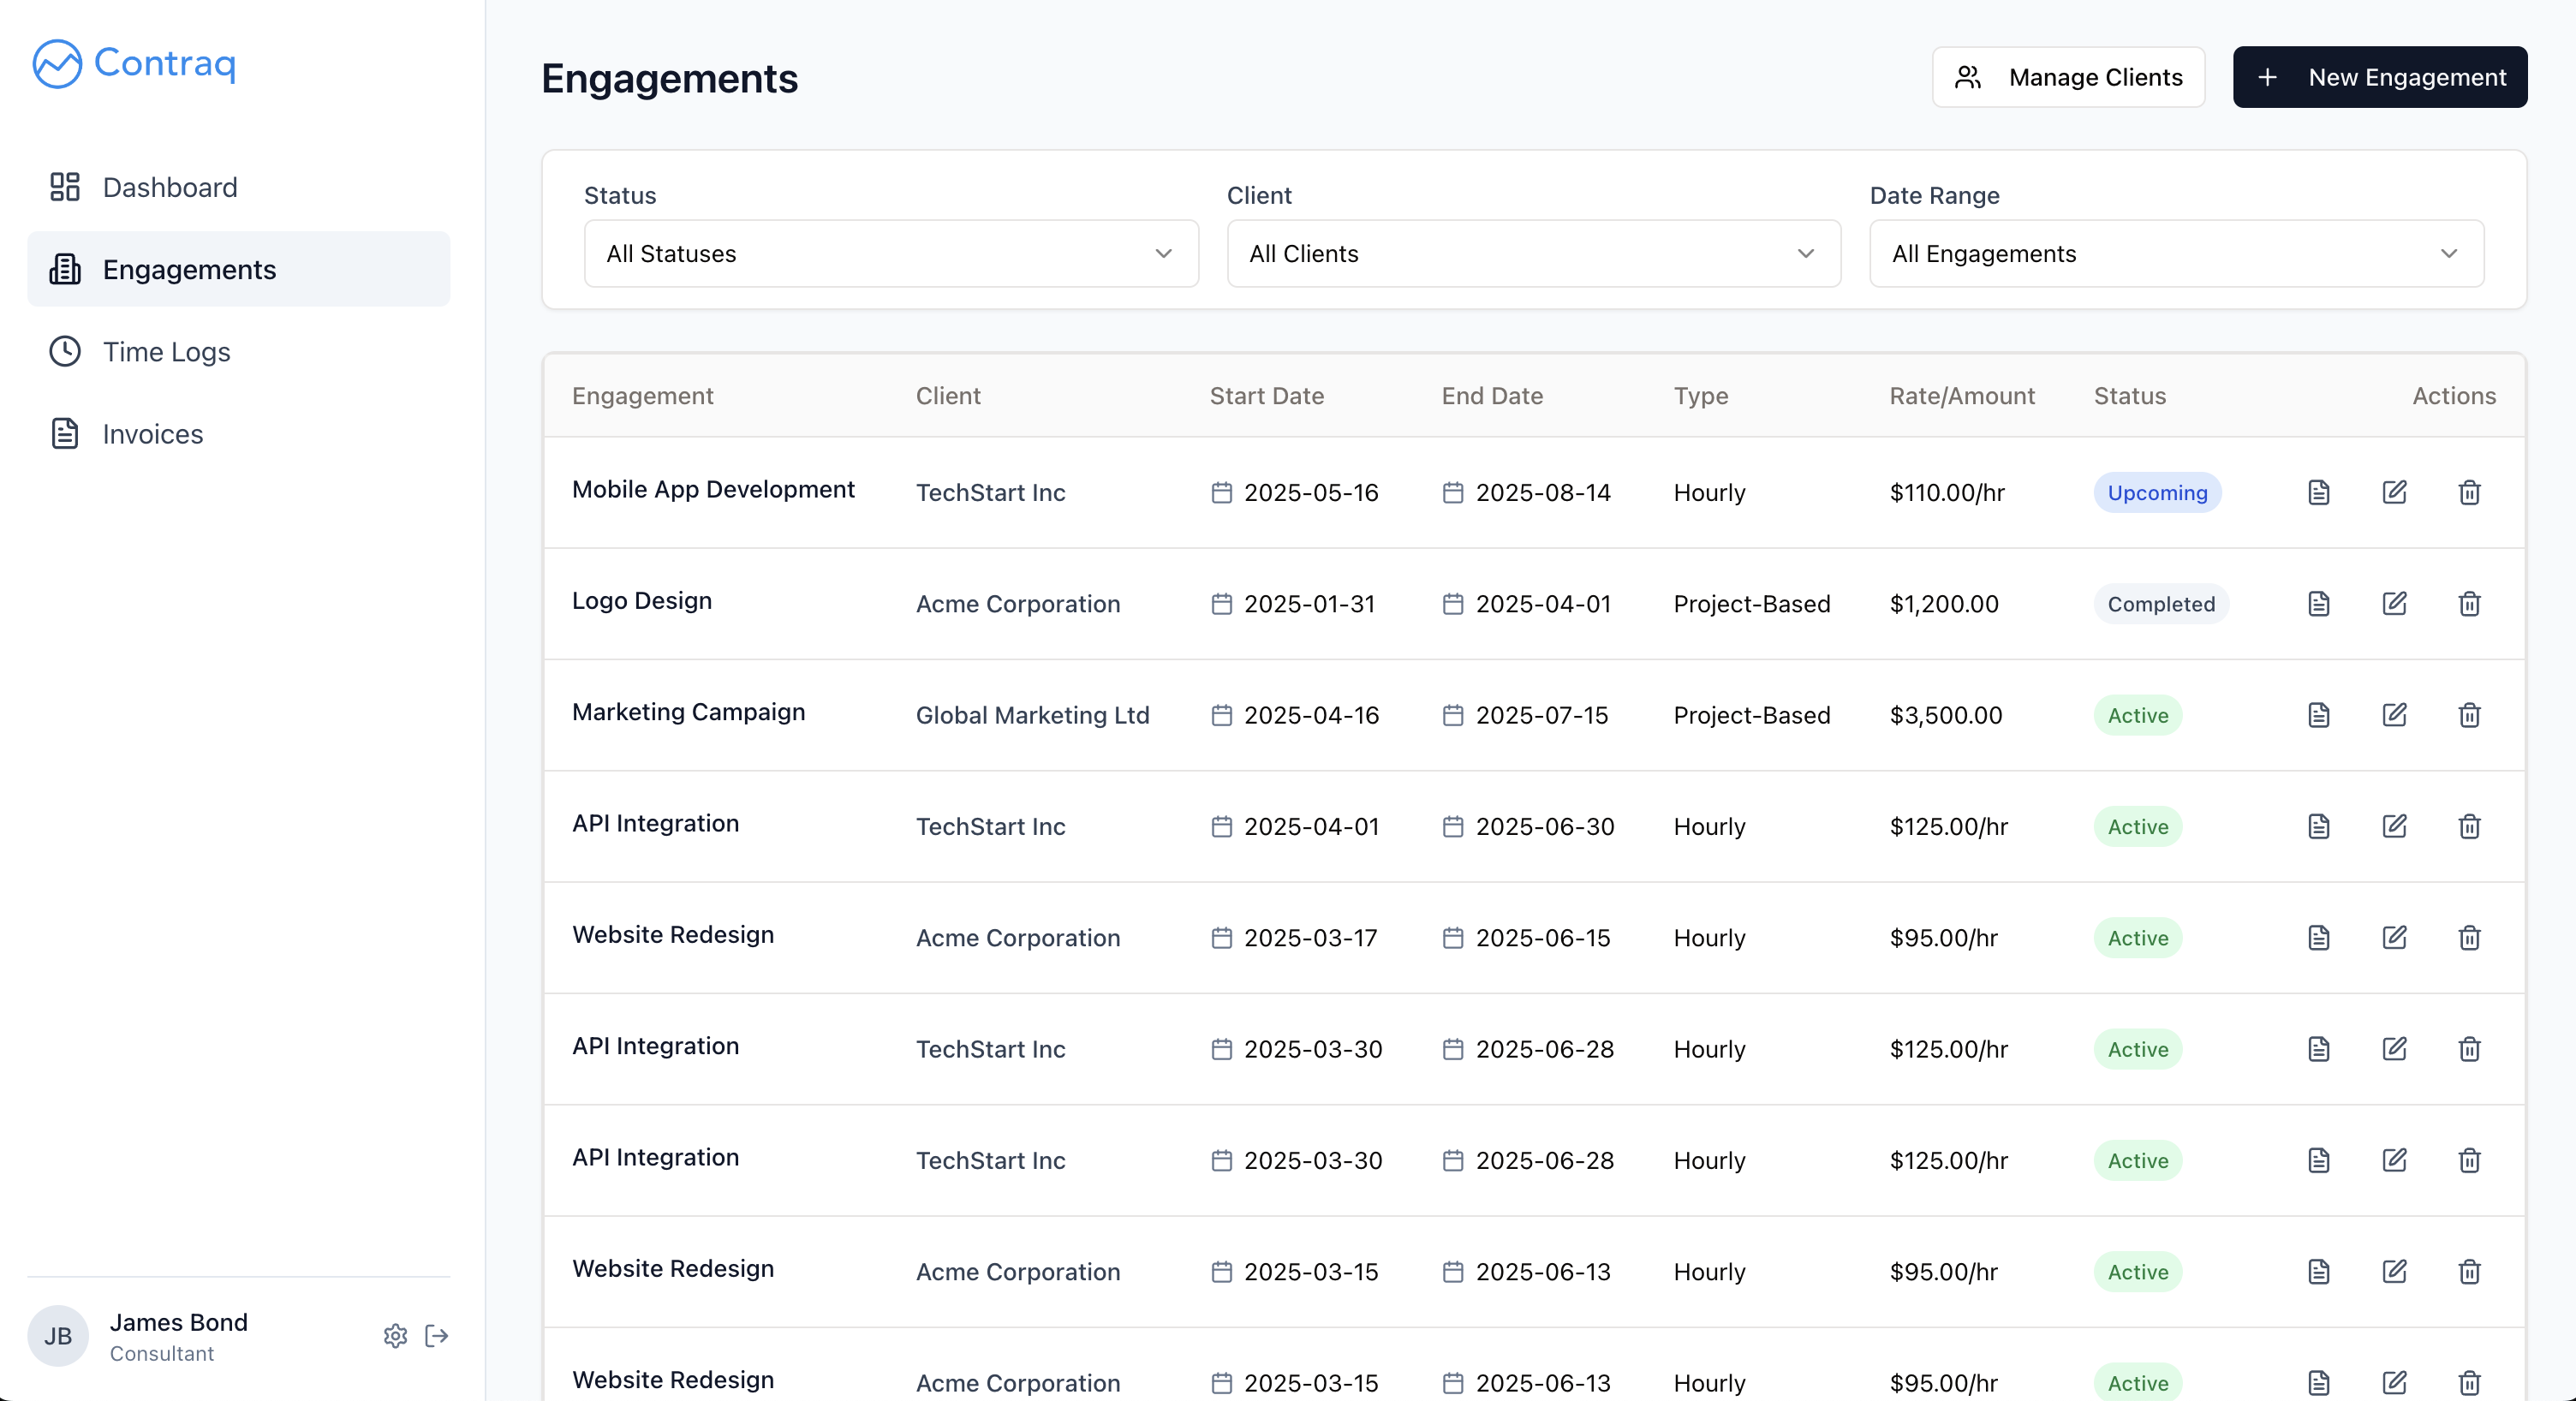 Contraq
Dashboard
Engagements
Time Logs
Invoices
JB
James Bond
Consultant
Engagements
Manage Clients
New Engagement
Status Client Date Range
All Statuses All Clients All Engagements
Engagement Client Start Date End Date Type Rate/Amount Status Actions
Mobile App Development TechStart Inc 2025-05-16 2025-08-14 Hourly $110.00/hr Upcoming
Logo Design Acme Corporation 2025-01-31 2025-04-01 Project-Based $1,200.00 Completed
Marketing Campaign Global Marketing Ltd 2025-04-16 2025-07-15 Project-Based $3,500.00 Active
API Integration TechStart Inc 2025-04-01 2025-06-30 Hourly $125.00/hr Active
Website Redesign Acme Corporation 2025-03-17 2025-06-15 Hourly $95.00/hr Active
API Integration TechStart Inc 2025-03-30 2025-06-28 Hourly $125.00/hr Active
API Integration TechStart Inc 2025-03-30 2025-06-28 Hourly $125.00/hr Active
Website Redesign Acme Corporation 2025-03-15 2025-06-13 Hourly $95.00/hr Active
Website Redesign Acme Corporation 2025-03-15 2025-06-13 Hourly $95.00/hr Active